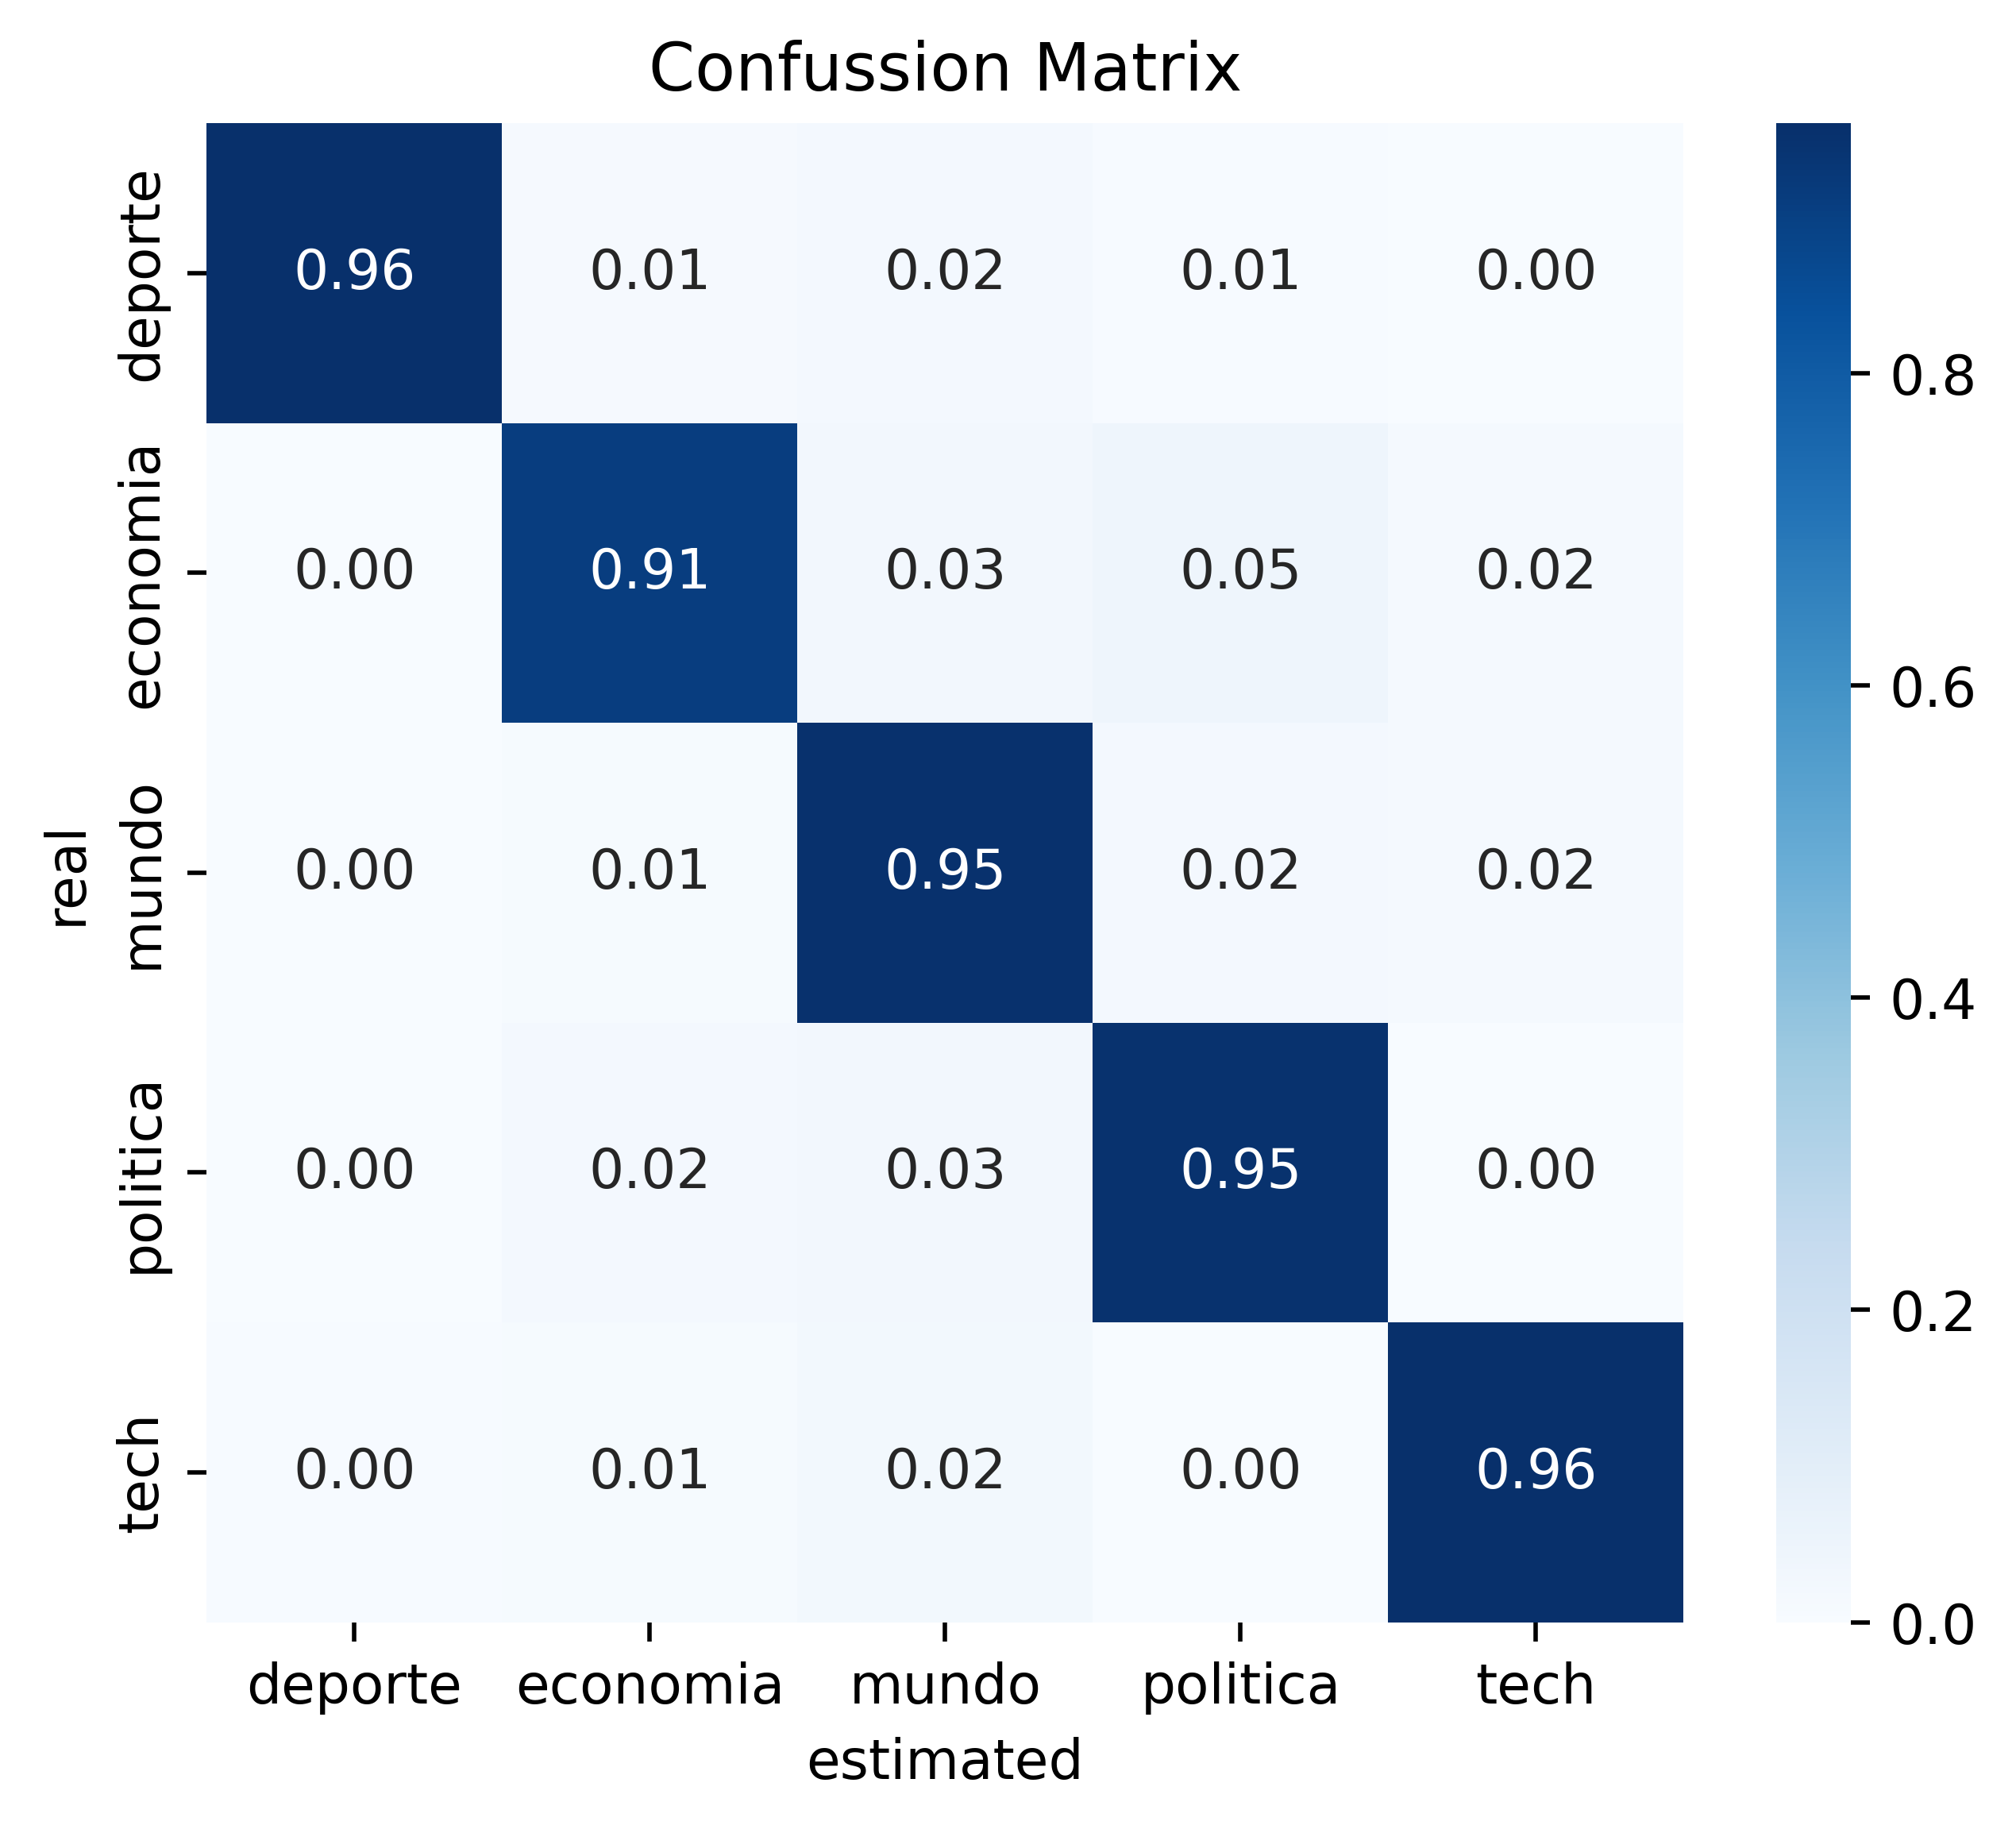 Confussion Matrix
deporte 0.96 0.01 0.02 0.01 0.00
economia 0.00 0.91 0.03 0.05 0.02
mundo 0.00 0.01 0.95 0.02 0.02
politica 0.00 0.02 0.03 0.95 0.00
tech 0.00 0.01 0.02 0.00 0.96
real
deporte economia mundo politica tech
estimated
0.8
0.6
0.4
0.2
0.0